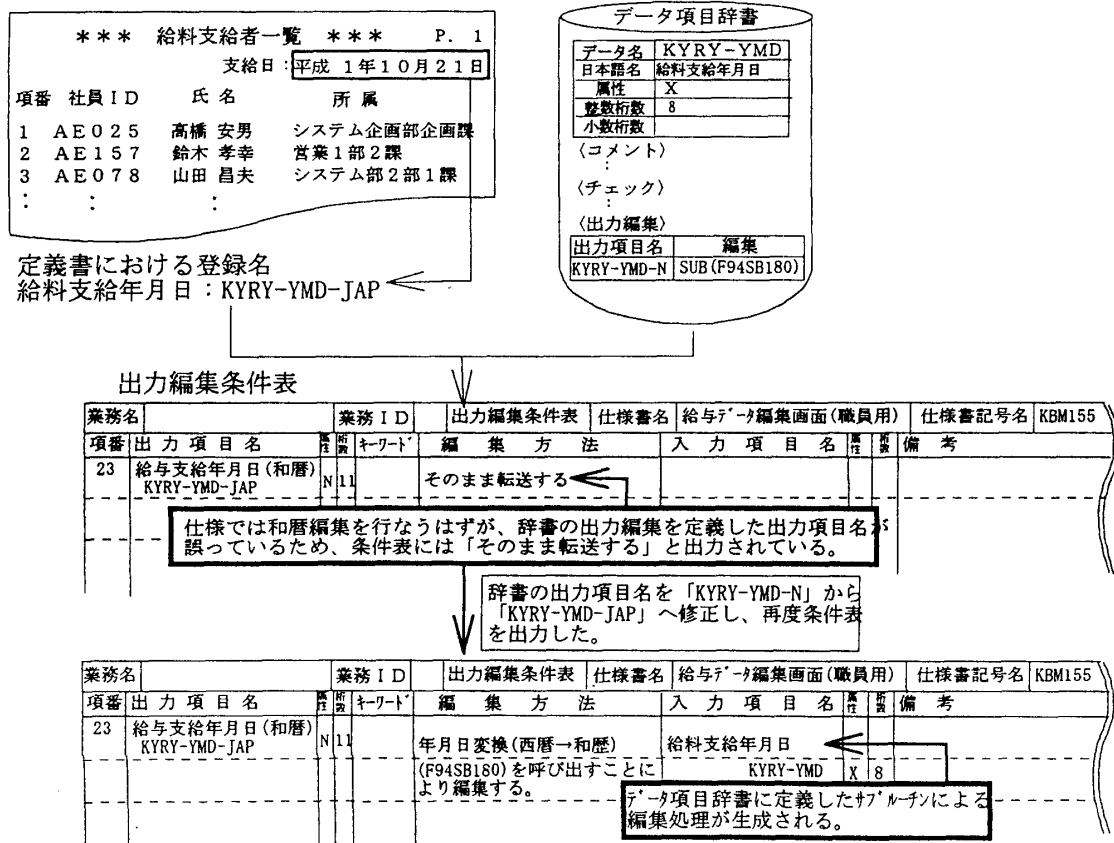 ＊＊＊ 給料支給者一覧 ＊＊＊ P. 1
支給日：平成 1年10月21日
項番 社員ID 氏名 所属
1 AE025 高橋 安男 システム企画部企画課
2 AE157 鈴木 孝幸 営業1部2課
3 AE078 山田 昌夫 システム部2部1課
： ： ：
定義書における登録名
給料支給年月日：KYRY-YMD-JAP
データ項目辞書
データ名 KYRY-YMD
日本語名 給料支給年月日
属性 X
整数桁数 8
小数桁数
〈コメント〉
：
〈チェック〉
：
〈出力編集〉
出力項目名 編集
KYRY-YMD-N SUB(F94SB180)
出力編集条件表
業務名 業務ID 出力編集条件表 仕様書名 給与ﾃﾞｰﾀ編集画面(職員用) 仕様書記号名 KBM155
項番 出力項目名 属性 桁数 ｷｰﾜｰﾄﾞ 編集方法 入力項目名 属性 桁数 備考
23 給与支給年月日(和暦) N 11 そのまま転送する
KYRY-YMD-JAP
仕様では和暦編集を行なうはずが、辞書の出力編集を定義した出力項目名が
誤っているため、条件表には「そのまま転送する」と出力されている。
辞書の出力項目名を「KYRY-YMD-N」から
「KYRY-YMD-JAP」へ修正し、再度条件表
を出力した。
業務名 業務ID 出力編集条件表 仕様書名 給与ﾃﾞｰﾀ編集画面(職員用) 仕様書記号名 KBM155
項番 出力項目名 属性 桁数 ｷｰﾜｰﾄﾞ 編集方法 入力項目名 属性 桁数 備考
23 給与支給年月日(和暦) N 11 年月日変換(西暦→和歴) 給料支給年月日
KYRY-YMD-JAP
(F94SB180)を呼び出すことに KYRY-YMD X 8
より編集する。
ﾃﾞｰﾀ項目辞書に定義したｻﾌﾞﾙｰﾁﾝによる
編集処理が生成される。